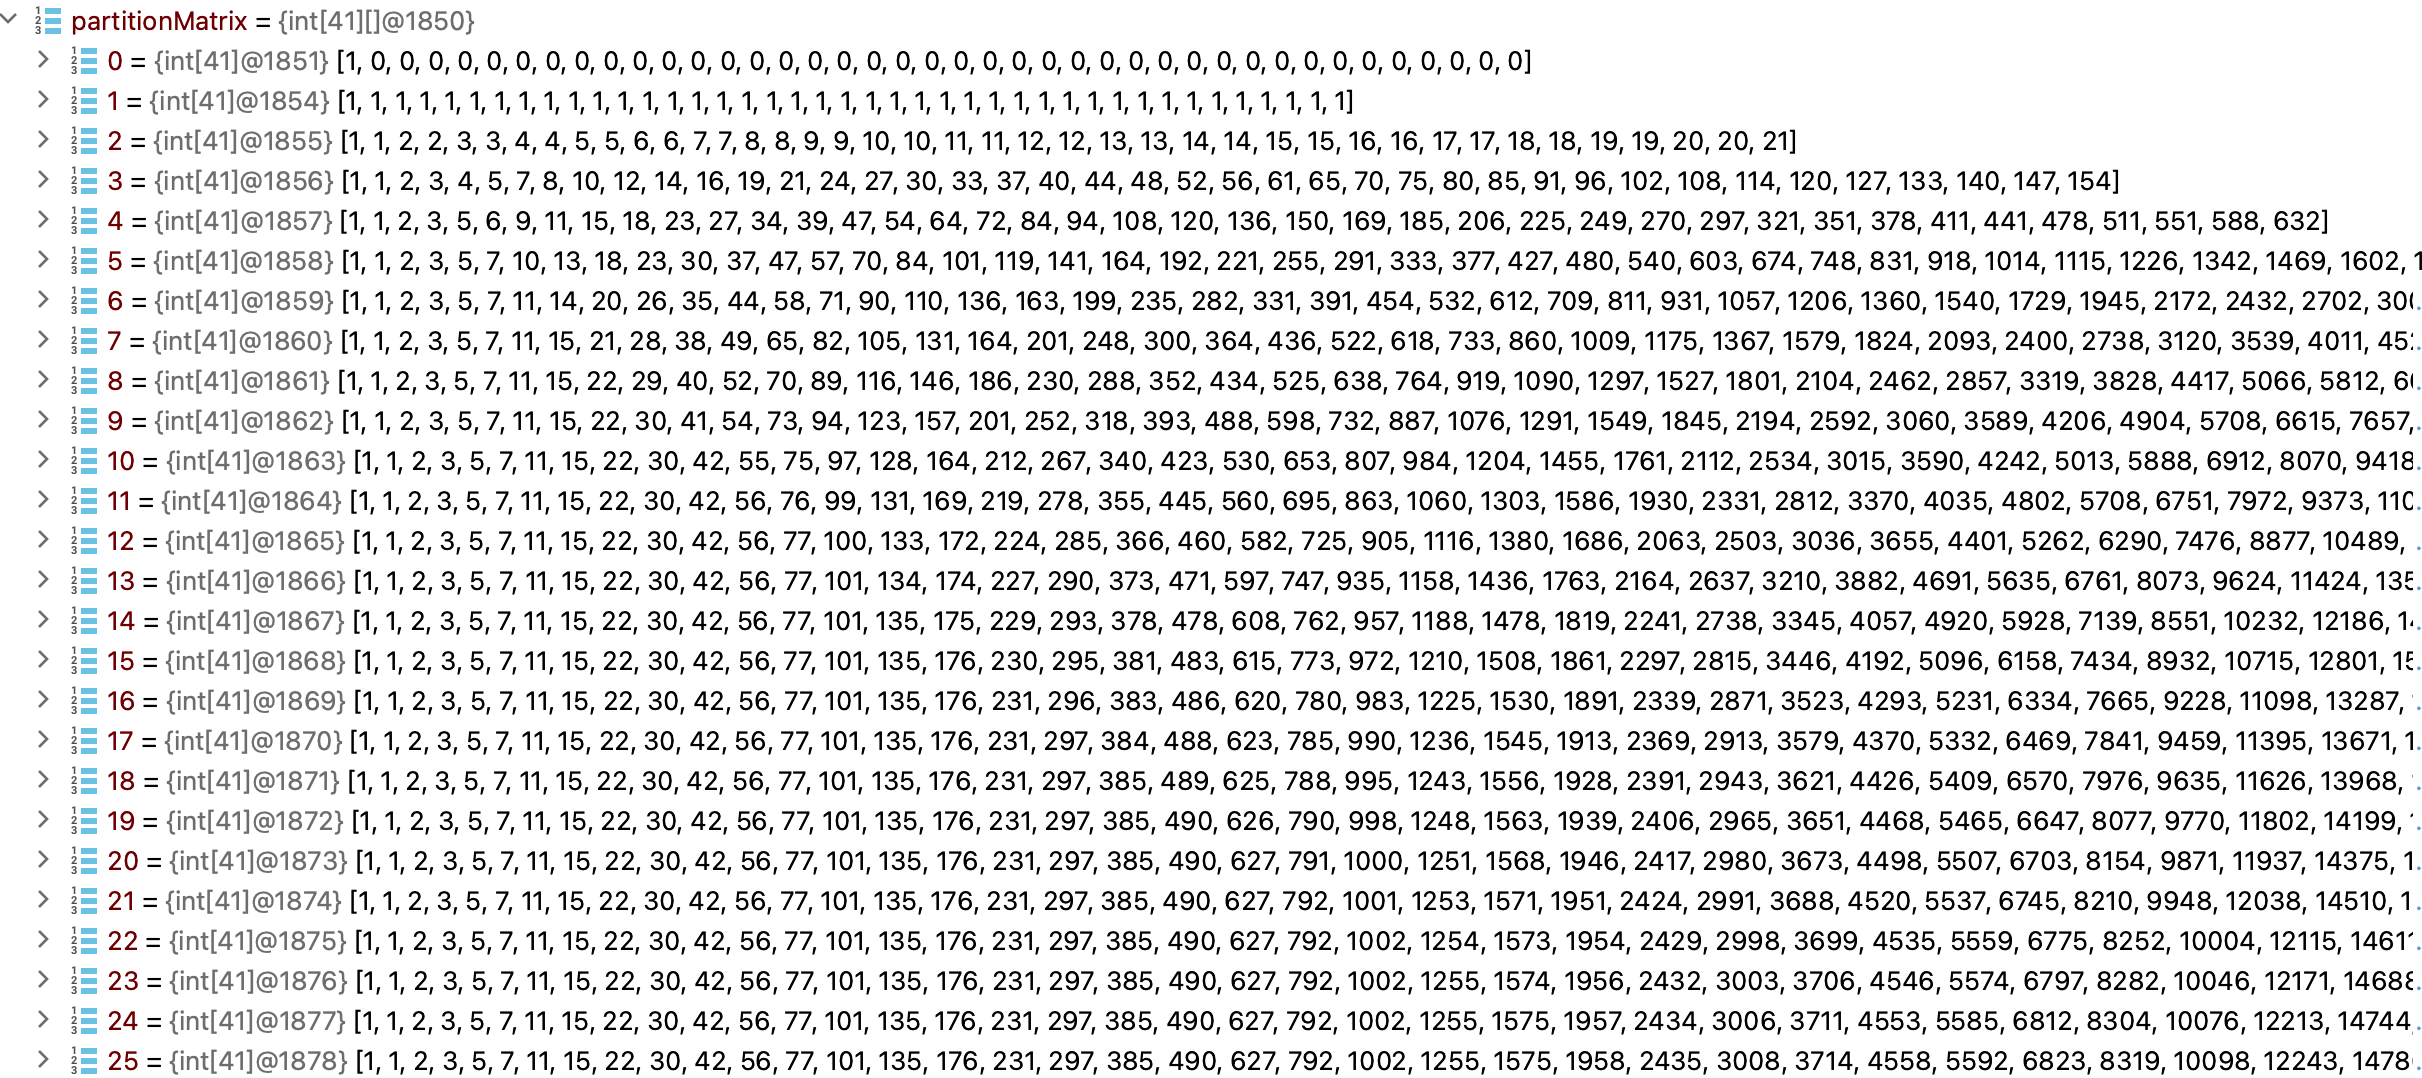 partitionMatrix = {int[41][]@1850}
0 = {int[41]@1851} [1, 0, 0, 0, 0, 0, 0, 0, 0, 0, 0, 0, 0, 0, 0, 0, 0, 0, 0, 0, 0, 0, 0, 0, 0, 0, 0, 0, 0, 0, 0, 0, 0, 0, 0, 0, 0, 0, 0, 0, 0]
1 = {int[41]@1854} [1, 1, 1, 1, 1, 1, 1, 1, 1, 1, 1, 1, 1, 1, 1, 1, 1, 1, 1, 1, 1, 1, 1, 1, 1, 1, 1, 1, 1, 1, 1, 1, 1, 1, 1, 1, 1, 1, 1, 1, 1]
2 = {int[41]@1855} [1, 1, 2, 2, 3, 3, 4, 4, 5, 5, 6, 6, 7, 7, 8, 8, 9, 9, 10, 10, 11, 11, 12, 12, 13, 13, 14, 14, 15, 15, 16, 16, 17, 17, 18, 18, 19, 19, 20, 20, 21]
3 = {int[41]@1856} [1, 1, 2, 3, 4, 5, 7, 8, 10, 12, 14, 16, 19, 21, 24, 27, 30, 33, 37, 40, 44, 48, 52, 56, 61, 65, 70, 75, 80, 85, 91, 96, 102, 108, 114, 120, 127, 133, 140, 147, 154]
4 = {int[41]@1857} [1, 1, 2, 3, 5, 6, 9, 11, 15, 18, 23, 27, 34, 39, 47, 54, 64, 72, 84, 94, 108, 120, 136, 150, 169, 185, 206, 225, 249, 270, 297, 321, 351, 378, 411, 441, 478, 511, 551, 588, 632]
5 = {int[41]@1858} [1, 1, 2, 3, 5, 7, 10, 13, 18, 23, 30, 37, 47, 57, 70, 84, 101, 119, 141, 164, 192, 221, 255, 291, 333, 377, 427, 480, 540, 603, 674, 748, 831, 918, 1014, 1115, 1226, 1342, 1469, 1602, 1
6 = {int[41]@1859} [1, 1, 2, 3, 5, 7, 11, 14, 20, 26, 35, 44, 58, 71, 90, 110, 136, 163, 199, 235, 282, 331, 391, 454, 532, 612, 709, 811, 931, 1057, 1206, 1360, 1540, 1729, 1945, 2172, 2432, 2702, 30
7 = {int[41]@1860} [1, 1, 2, 3, 5, 7, 11, 15, 21, 28, 38, 49, 65, 82, 105, 131, 164, 201, 248, 300, 364, 436, 522, 618, 733, 860, 1009, 1175, 1367, 1579, 1824, 2093, 2400, 2738, 3120, 3539, 4011, 45
8 = {int[41]@1861} [1, 1, 2, 3, 5, 7, 11, 15, 22, 29, 40, 52, 70, 89, 116, 146, 186, 230, 288, 352, 434, 525, 638, 764, 919, 1090, 1297, 1527, 1801, 2104, 2462, 2857, 3319, 3828, 4417, 5066, 5812, 6
9 = {int[41]@1862} [1, 1, 2, 3, 5, 7, 11, 15, 22, 30, 41, 54, 73, 94, 123, 157, 201, 252, 318, 393, 488, 598, 732, 887, 1076, 1291, 1549, 1845, 2194, 2592, 3060, 3589, 4206, 4904, 5708, 6615, 7657,
10 = {int[41]@1863} [1, 1, 2, 3, 5, 7, 11, 15, 22, 30, 42, 55, 75, 97, 128, 164, 212, 267, 340, 423, 530, 653, 807, 984, 1204, 1455, 1761, 2112, 2534, 3015, 3590, 4242, 5013, 5888, 6912, 8070, 9418
11 = {int[41]@1864} [1, 1, 2, 3, 5, 7, 11, 15, 22, 30, 42, 56, 76, 99, 131, 169, 219, 278, 355, 445, 560, 695, 863, 1060, 1303, 1586, 1930, 2331, 2812, 3370, 4035, 4802, 5708, 6751, 7972, 9373, 110
12 = {int[41]@1865} [1, 1, 2, 3, 5, 7, 11, 15, 22, 30, 42, 56, 77, 100, 133, 172, 224, 285, 366, 460, 582, 725, 905, 1116, 1380, 1686, 2063, 2503, 3036, 3655, 4401, 5262, 6290, 7476, 8877, 10489,
13 = {int[41]@1866} [1, 1, 2, 3, 5, 7, 11, 15, 22, 30, 42, 56, 77, 101, 134, 174, 227, 290, 373, 471, 597, 747, 935, 1158, 1436, 1763, 2164, 2637, 3210, 3882, 4691, 5635, 6761, 8073, 9624, 11424, 135
14 = {int[41]@1867} [1, 1, 2, 3, 5, 7, 11, 15, 22, 30, 42, 56, 77, 101, 135, 175, 229, 293, 378, 478, 608, 762, 957, 1188, 1478, 1819, 2241, 2738, 3345, 4057, 4920, 5928, 7139, 8551, 10232, 12186, 1
15 = {int[41]@1868} [1, 1, 2, 3, 5, 7, 11, 15, 22, 30, 42, 56, 77, 101, 135, 176, 230, 295, 381, 483, 615, 773, 972, 1210, 1508, 1861, 2297, 2815, 3446, 4192, 5096, 6158, 7434, 8932, 10715, 12801, 15
16 = {int[41]@1869} [1, 1, 2, 3, 5, 7, 11, 15, 22, 30, 42, 56, 77, 101, 135, 176, 231, 296, 383, 486, 620, 780, 983, 1225, 1530, 1891, 2339, 2871, 3523, 4293, 5231, 6334, 7665, 9228, 11098, 13287,
17 = {int[41]@1870} [1, 1, 2, 3, 5, 7, 11, 15, 22, 30, 42, 56, 77, 101, 135, 176, 231, 297, 384, 488, 623, 785, 990, 1236, 1545, 1913, 2369, 2913, 3579, 4370, 5332, 6469, 7841, 9459, 11395, 13671, 1
18 = {int[41]@1871} [1, 1, 2, 3, 5, 7, 11, 15, 22, 30, 42, 56, 77, 101, 135, 176, 231, 297, 385, 489, 625, 788, 995, 1243, 1556, 1928, 2391, 2943, 3621, 4426, 5409, 6570, 7976, 9635, 11626, 13968,
19 = {int[41]@1872} [1, 1, 2, 3, 5, 7, 11, 15, 22, 30, 42, 56, 77, 101, 135, 176, 231, 297, 385, 490, 626, 790, 998, 1248, 1563, 1939, 2406, 2965, 3651, 4468, 5465, 6647, 8077, 9770, 11802, 14199,
20 = {int[41]@1873} [1, 1, 2, 3, 5, 7, 11, 15, 22, 30, 42, 56, 77, 101, 135, 176, 231, 297, 385, 490, 627, 791, 1000, 1251, 1568, 1946, 2417, 2980, 3673, 4498, 5507, 6703, 8154, 9871, 11937, 14375, 1
21 = {int[41]@1874} [1, 1, 2, 3, 5, 7, 11, 15, 22, 30, 42, 56, 77, 101, 135, 176, 231, 297, 385, 490, 627, 792, 1001, 1253, 1571, 1951, 2424, 2991, 3688, 4520, 5537, 6745, 8210, 9948, 12038, 14510, 1
22 = {int[41]@1875} [1, 1, 2, 3, 5, 7, 11, 15, 22, 30, 42, 56, 77, 101, 135, 176, 231, 297, 385, 490, 627, 792, 1002, 1254, 1573, 1954, 2429, 2998, 3699, 4535, 5559, 6775, 8252, 10004, 12115, 1461
23 = {int[41]@1876} [1, 1, 2, 3, 5, 7, 11, 15, 22, 30, 42, 56, 77, 101, 135, 176, 231, 297, 385, 490, 627, 792, 1002, 1255, 1574, 1956, 2432, 3003, 3706, 4546, 5574, 6797, 8282, 10046, 12171, 14688
24 = {int[41]@1877} [1, 1, 2, 3, 5, 7, 11, 15, 22, 30, 42, 56, 77, 101, 135, 176, 231, 297, 385, 490, 627, 792, 1002, 1255, 1575, 1957, 2434, 3006, 3711, 4553, 5585, 6812, 8304, 10076, 12213, 14744
25 = {int[41]@1878} [1, 1, 2, 3, 5, 7, 11, 15, 22, 30, 42, 56, 77, 101, 135, 176, 231, 297, 385, 490, 627, 792, 1002, 1255, 1575, 1958, 2435, 3008, 3714, 4558, 5592, 6823, 8319, 10098, 12243, 1478